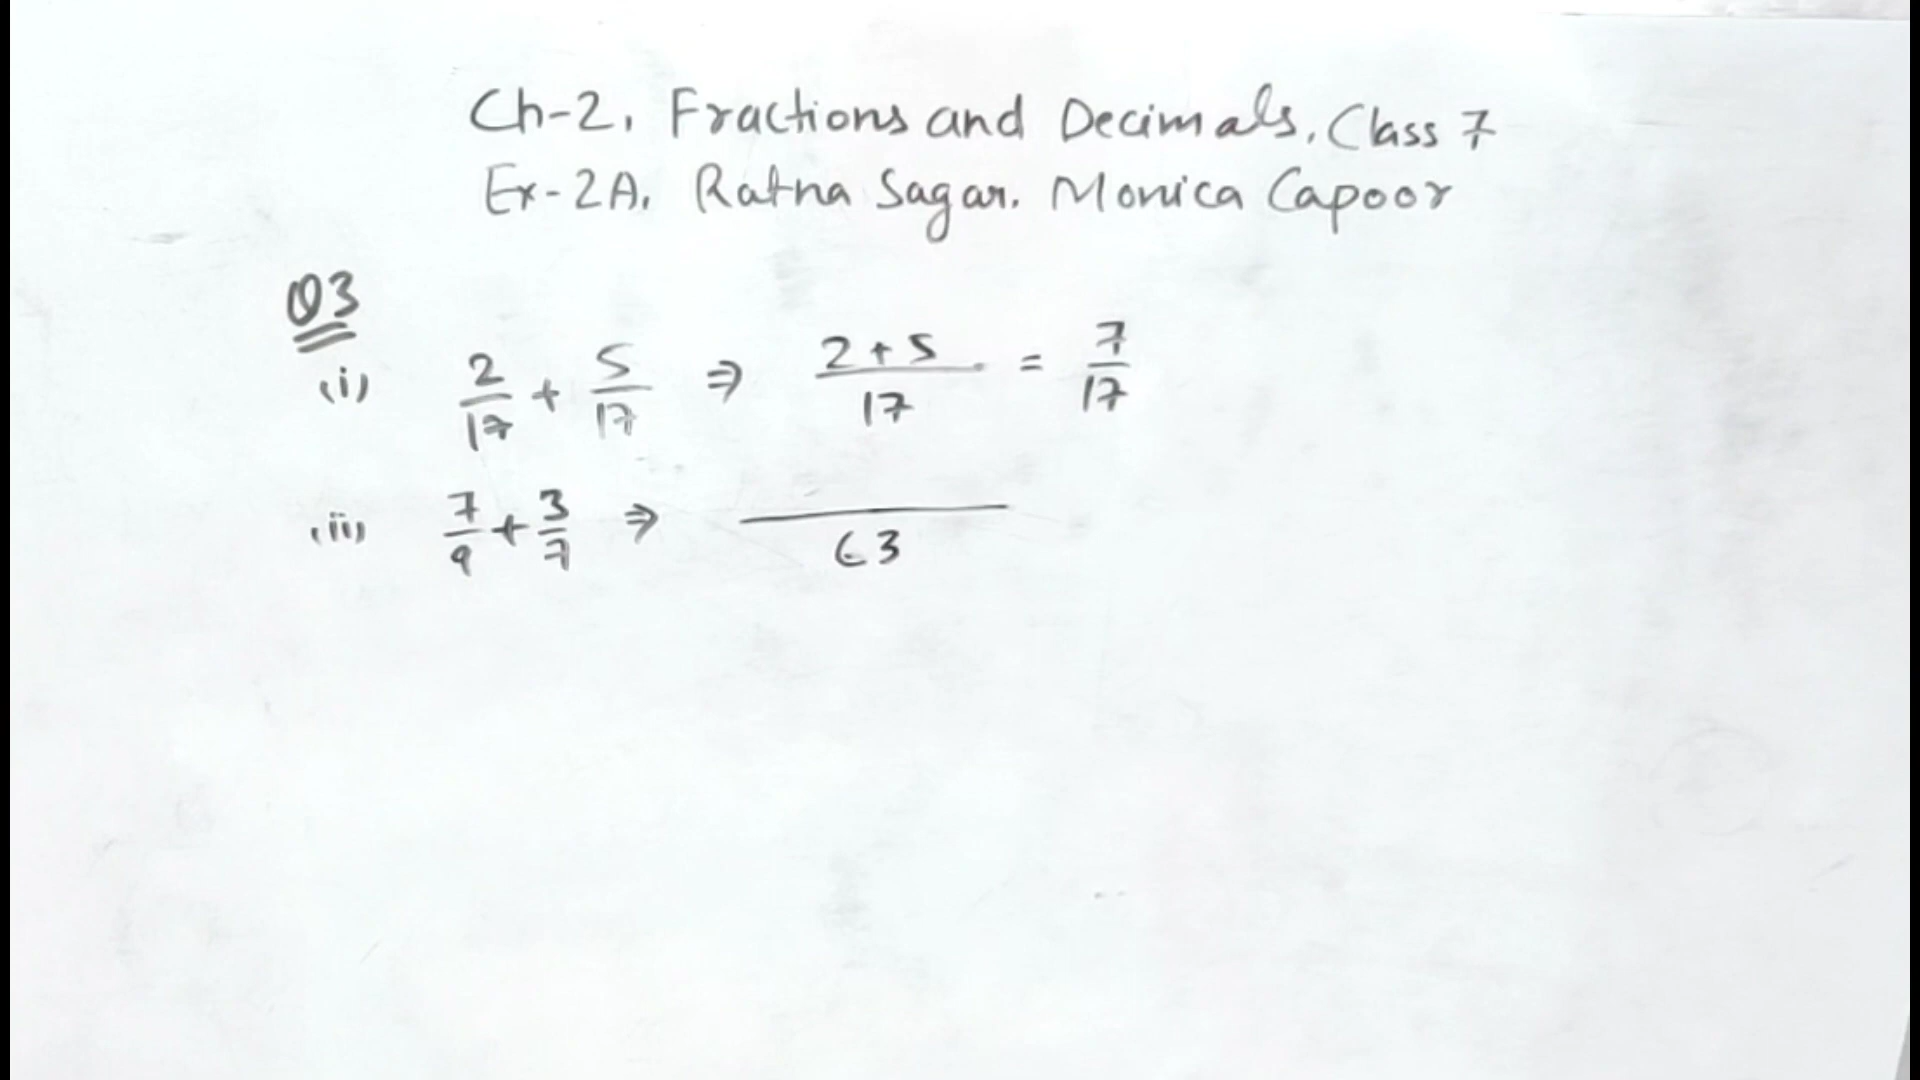 Ch-2, Fractions and Decimals, Class 7
Ex-2A, Ratna Sagar. Monica Capoor
Q3
(i) 2/17 + 5/17 ⇒ 2+5/17 = 7/17
(ii) 7/9 + 3/7 ⇒ /63